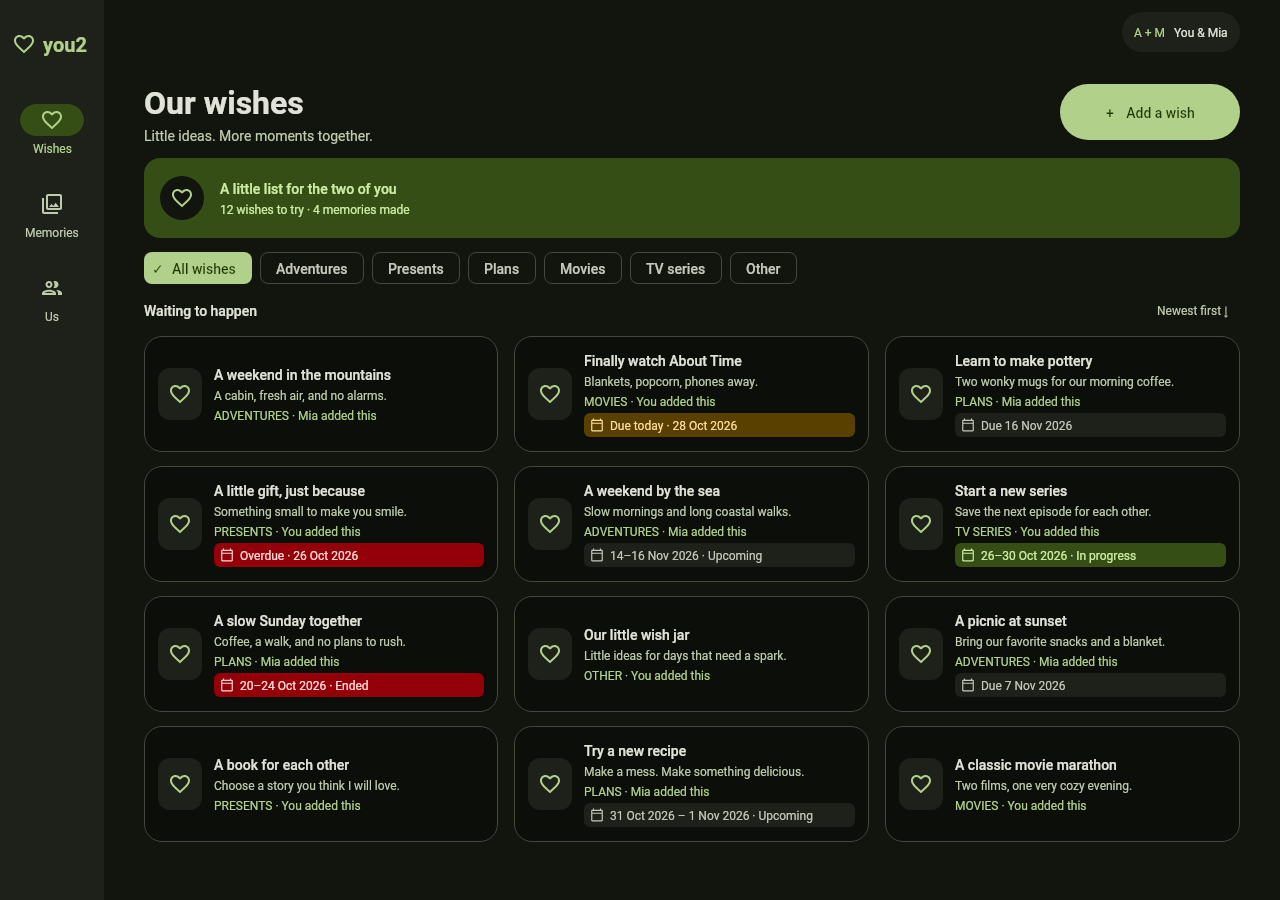 you2
A + M You & Mia
Wishes
Memories
Us
Our wishes
Little ideas. More moments together.
+ Add a wish
A little list for the two of you
12 wishes to try · 4 memories made
✓ All wishes
Adventures
Presents
Plans
Movies
TV series
Other
Waiting to happen
Newest first ↓
A weekend in the mountains
A cabin, fresh air, and no alarms.
ADVENTURES · Mia added this
Finally watch About Time
Blankets, popcorn, phones away.
MOVIES · You added this
Due today · 28 Oct 2026
Learn to make pottery
Two wonky mugs for our morning coffee.
PLANS · Mia added this
Due 16 Nov 2026
A little gift, just because
Something small to make you smile.
PRESENTS · You added this
Overdue · 26 Oct 2026
A weekend by the sea
Slow mornings and long coastal walks.
ADVENTURES · Mia added this
14–16 Nov 2026 · Upcoming
Start a new series
Save the next episode for each other.
TV SERIES · You added this
26–30 Oct 2026 · In progress
A slow Sunday together
Coffee, a walk, and no plans to rush.
PLANS · Mia added this
20–24 Oct 2026 · Ended
Our little wish jar
Little ideas for days that need a spark.
OTHER · You added this
A picnic at sunset
Bring our favorite snacks and a blanket.
ADVENTURES · Mia added this
Due 7 Nov 2026
A book for each other
Choose a story you think I will love.
PRESENTS · You added this
Try a new recipe
Make a mess. Make something delicious.
PLANS · Mia added this
31 Oct 2026 – 1 Nov 2026 · Upcoming
A classic movie marathon
Two films, one very cozy evening.
MOVIES · You added this